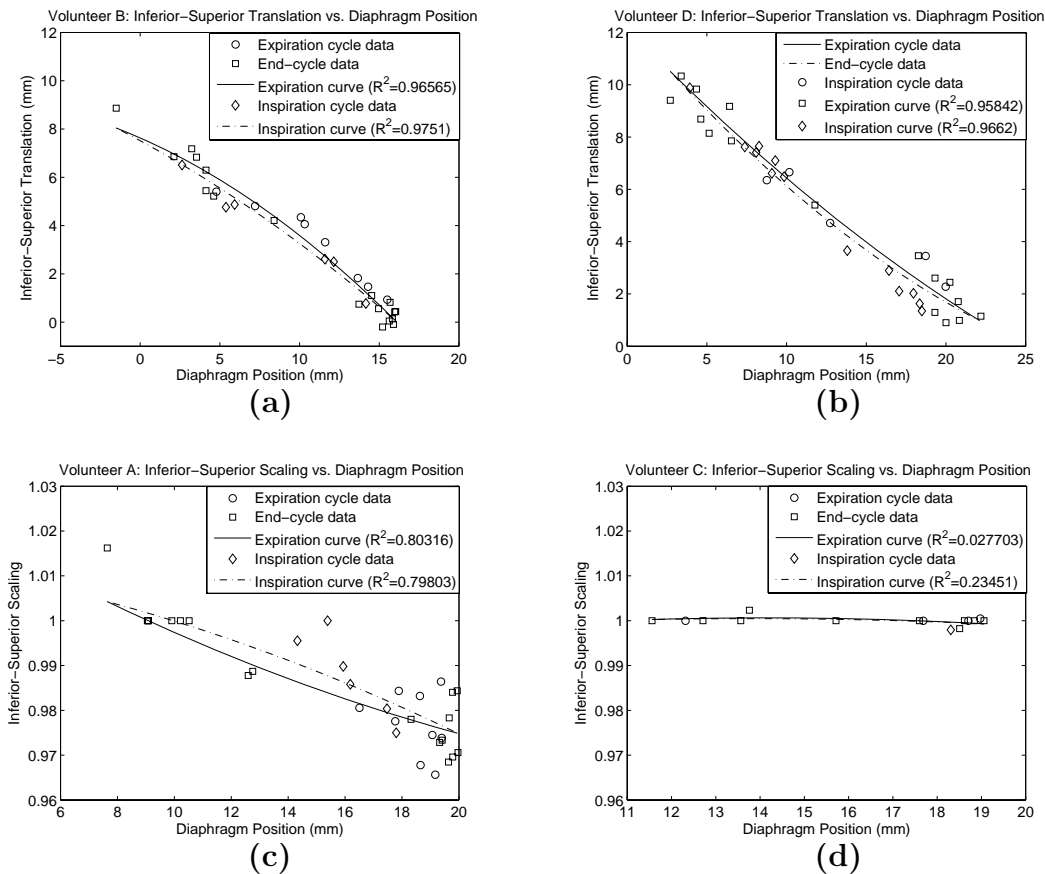 Volunteer B: Inferior−Superior Translation vs. Diaphragm Position
12
10
8
6
4
2
0
Inferior−Superior Translation (mm)
Expiration cycle data
End−cycle data
Expiration curve (R²=0.96565)
Inspiration cycle data
Inspiration curve (R²=0.9751)
−5 0 5 10 15 20
Diaphragm Position (mm)
(a)
Volunteer D: Inferior−Superior Translation vs. Diaphragm Position
12
10
8
6
4
2
0
Inferior−Superior Translation (mm)
Expiration cycle data
End−cycle data
Inspiration cycle data
Expiration curve (R²=0.95842)
Inspiration curve (R²=0.9662)
0 5 10 15 20 25
Diaphragm Position (mm)
(b)
Volunteer A: Inferior−Superior Scaling vs. Diaphragm Position
1.03
1.02
1.01
1
0.99
0.98
0.97
0.96
Inferior−Superior Scaling
Expiration cycle data
End−cycle data
Expiration curve (R²=0.80316)
Inspiration cycle data
Inspiration curve (R²=0.79803)
6 8 10 12 14 16 18 20
Diaphragm Position (mm)
(c)
Volunteer C: Inferior−Superior Scaling vs. Diaphragm Position
1.03
1.02
1.01
1
0.99
0.98
0.97
0.96
Inferior−Superior Scaling
Expiration cycle data
End−cycle data
Expiration curve (R²=0.027703)
Inspiration cycle data
Inspiration curve (R²=0.23451)
11 12 13 14 15 16 17 18 19 20
Diaphragm Position (mm)
(d)